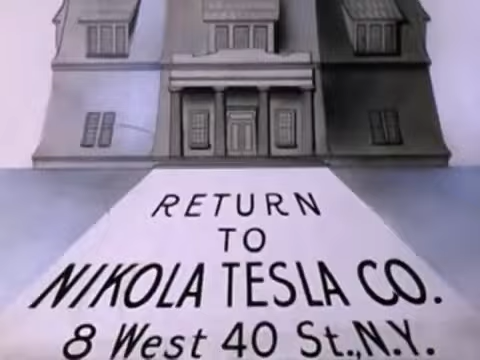 RETURN
TO
NIKOLA TESLA CO.
8 West 40 St.,N.Y.